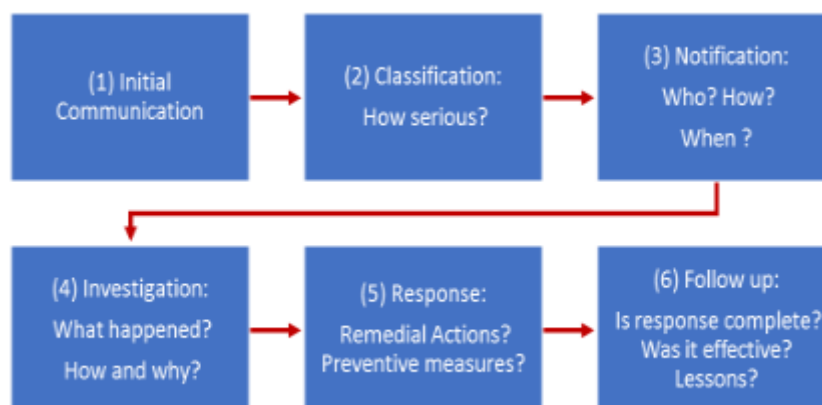 (1) Initial
Communication
(2) Classification:
How serious?
(3) Notification:
Who? How?
When ?
(4) Investigation:
What happened?
How and why?
(5) Response:
Remedial Actions?
Preventive measures?
(6) Follow up:
Is response complete?
Was it effective?
Lessons?